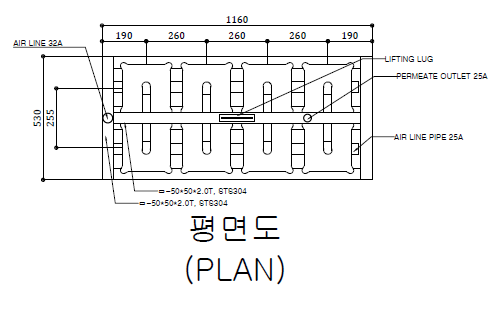 1160
190 260 260 260 190
AIR LINE 32A
LIFTING LUG
PERMEATE OUTLET 25A
530
255
AIR LINE PIPE 25A
▭-50*50*2.0T, STS304
▭-50*50*2.0T, STS304
평면도
(PLAN)